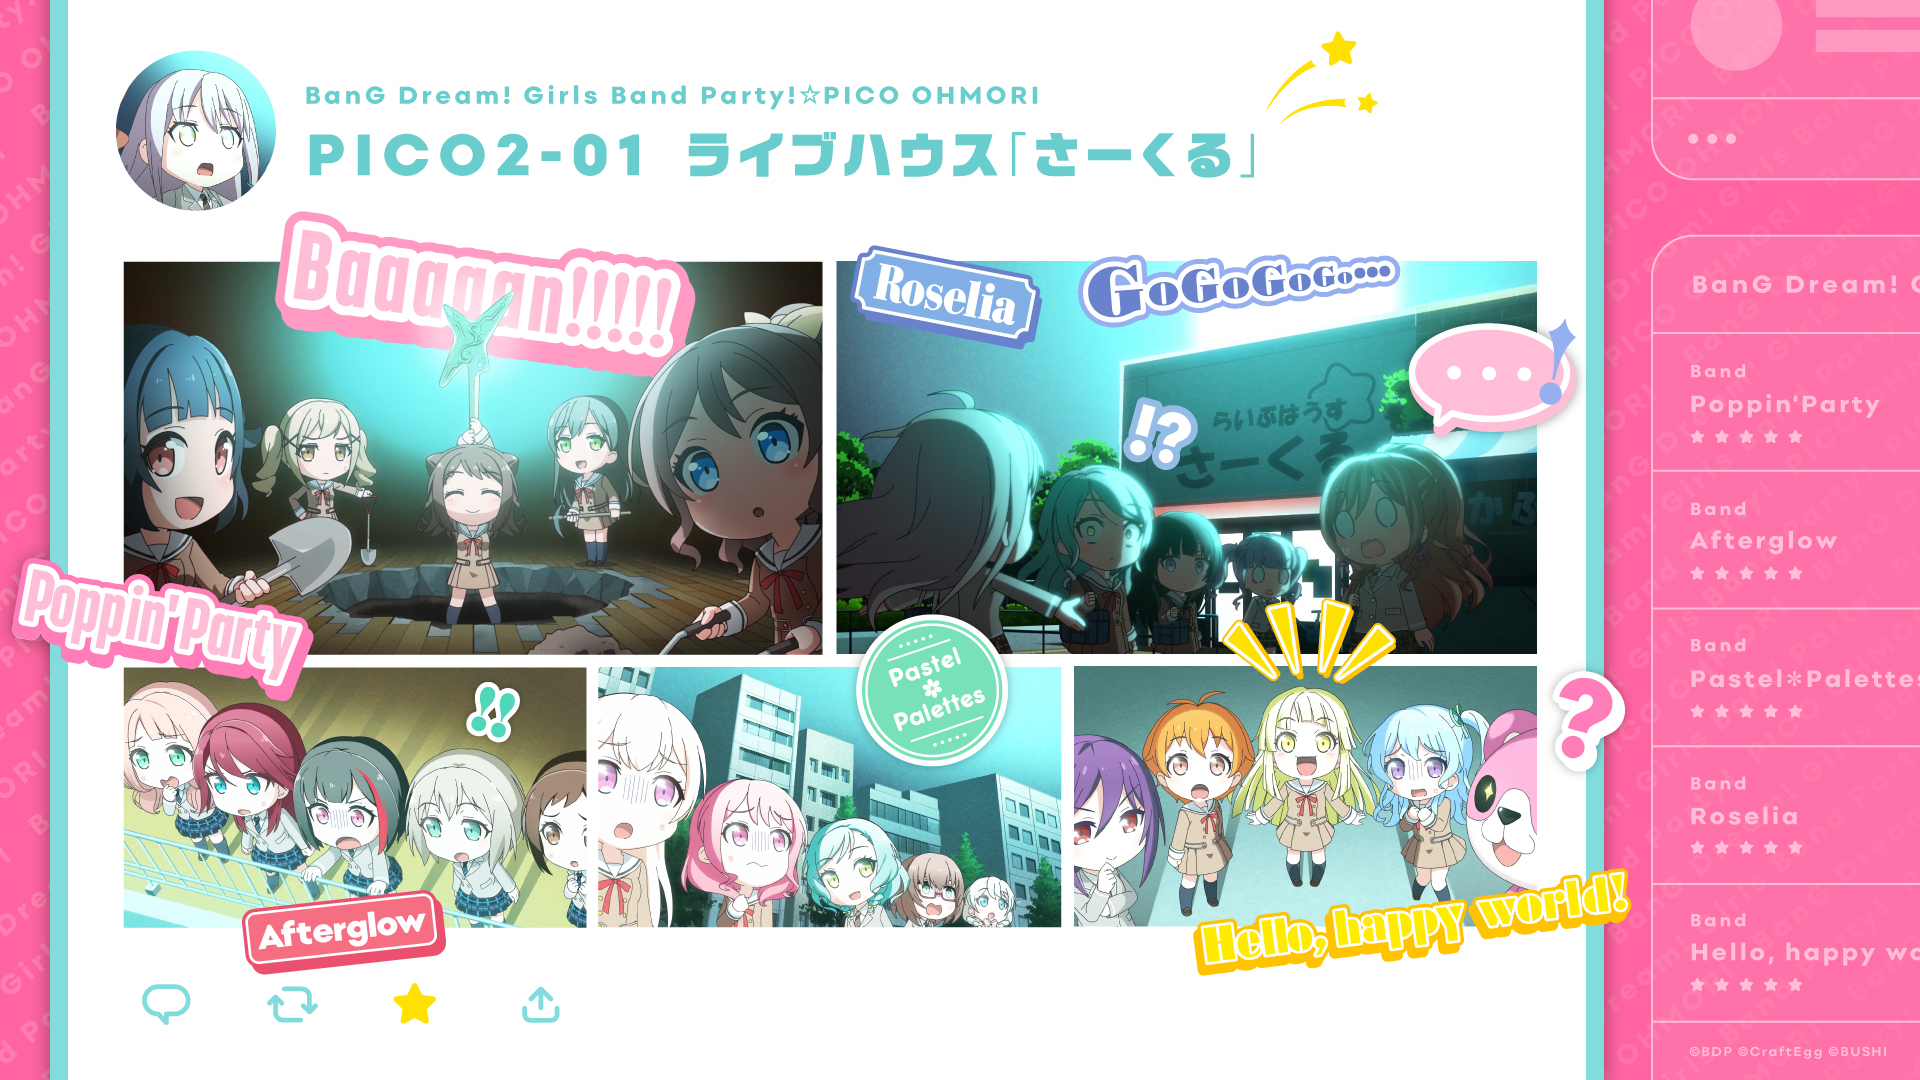 BanG Dream! Girls Band Party!☆PICO OHMORI
PICO2-01 ライブハウス「さーくる」
Baaaaan!!!!!
Roselia
GoGoGoGoGo•••
!?
らいぶはうす
さーくる
かふ
Poppin'Party
!!
Pastel
✽
Palettes
?
Afterglow
Hello, happy world!
BanG Dream! G
Band
Poppin'Party
★★★★★
Band
Afterglow
★★★★★
Band
Pastel✽Palettes
★★★★★
Band
Roselia
★★★★★
Band
Hello, happy wo
★★★★★
©BDP ©CraftEgg ©BUSHI